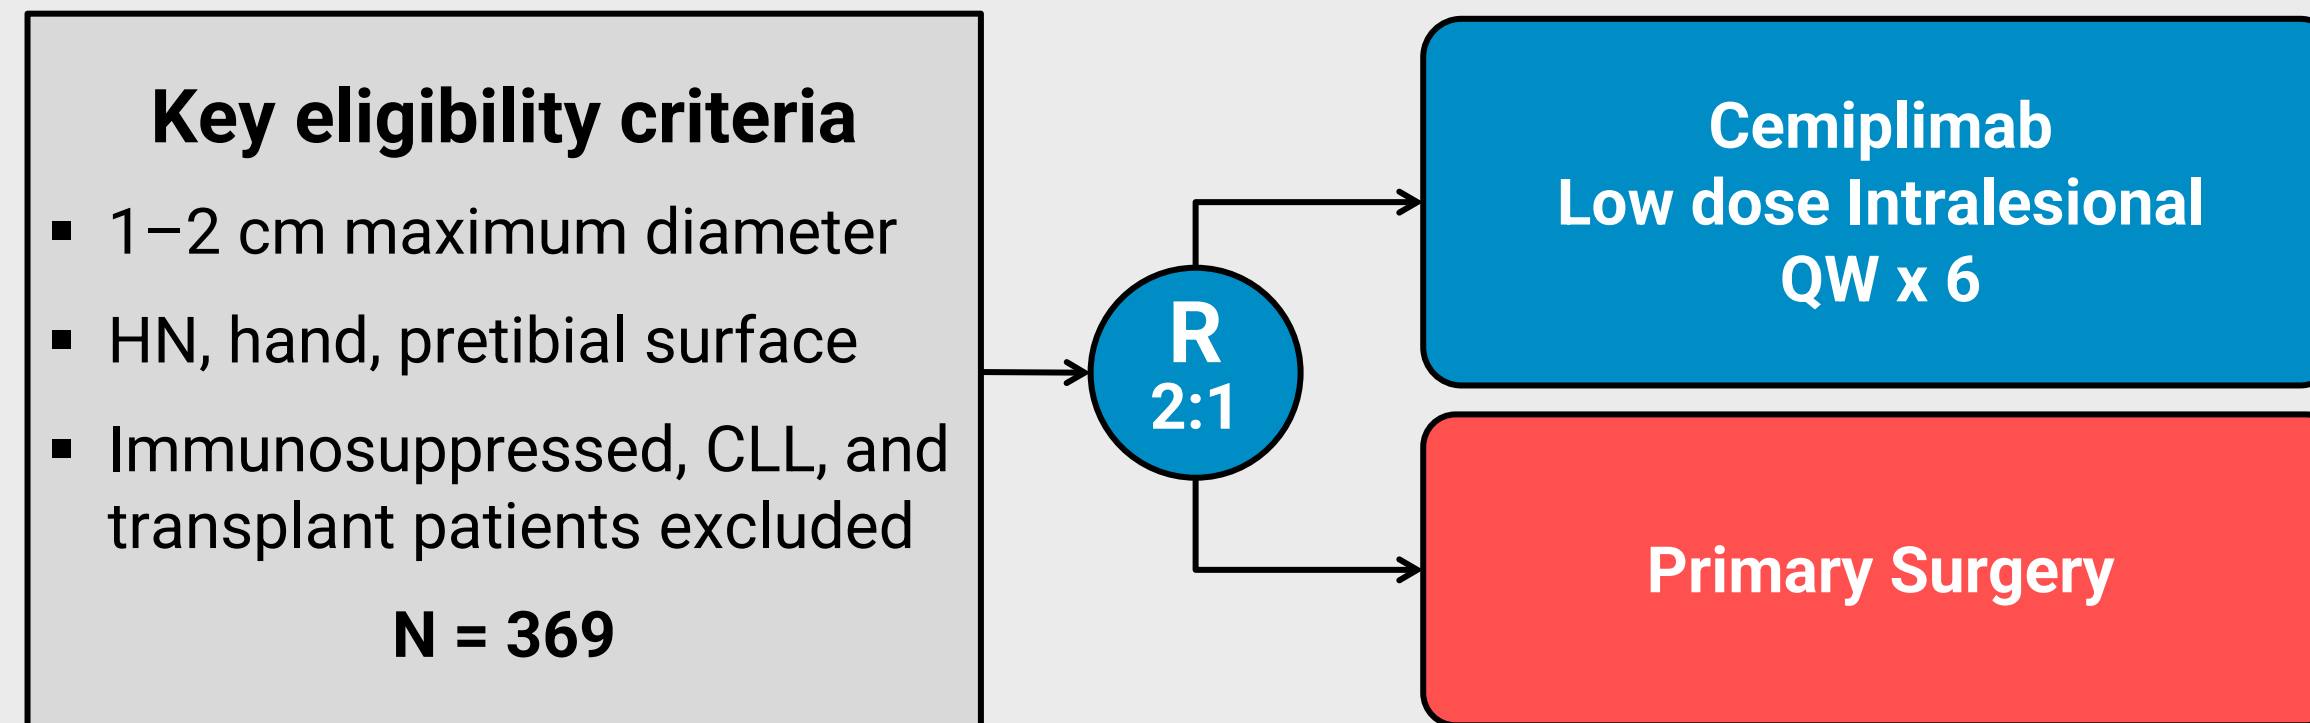 Key eligibility criteria
▪ 1–2 cm maximum diameter
▪ HN, hand, pretibial surface
▪ Immunosuppressed, CLL, and
transplant patients excluded
N = 369
R
2:1
Cemiplimab
Low dose Intralesional
QW x 6
Primary Surgery